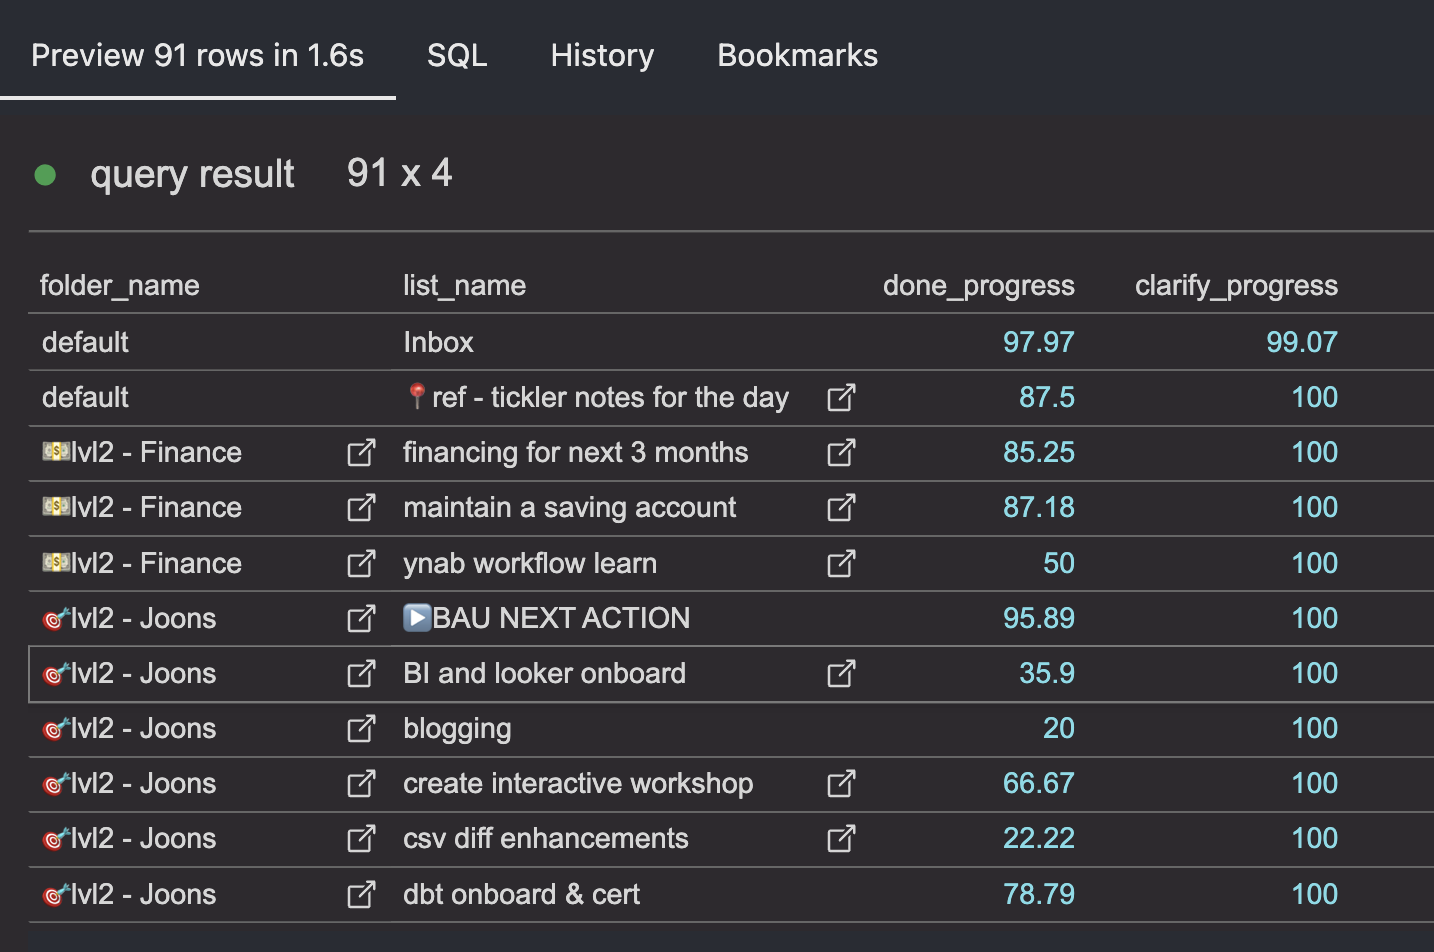 Preview 91 rows in 1.6s SQL History Bookmarks
query result 91 x 4
folder_name list_name done_progress clarify_progress
default Inbox 97.97 99.07
default 📍ref - tickler notes for the day 87.5 100
💵lvl2 - Finance financing for next 3 months 85.25 100
💵lvl2 - Finance maintain a saving account 87.18 100
💵lvl2 - Finance ynab workflow learn 50 100
🎯lvl2 - Joons ▶️BAU NEXT ACTION 95.89 100
🎯lvl2 - Joons BI and looker onboard 35.9 100
🎯lvl2 - Joons blogging 20 100
🎯lvl2 - Joons create interactive workshop 66.67 100
🎯lvl2 - Joons csv diff enhancements 22.22 100
🎯lvl2 - Joons dbt onboard & cert 78.79 100